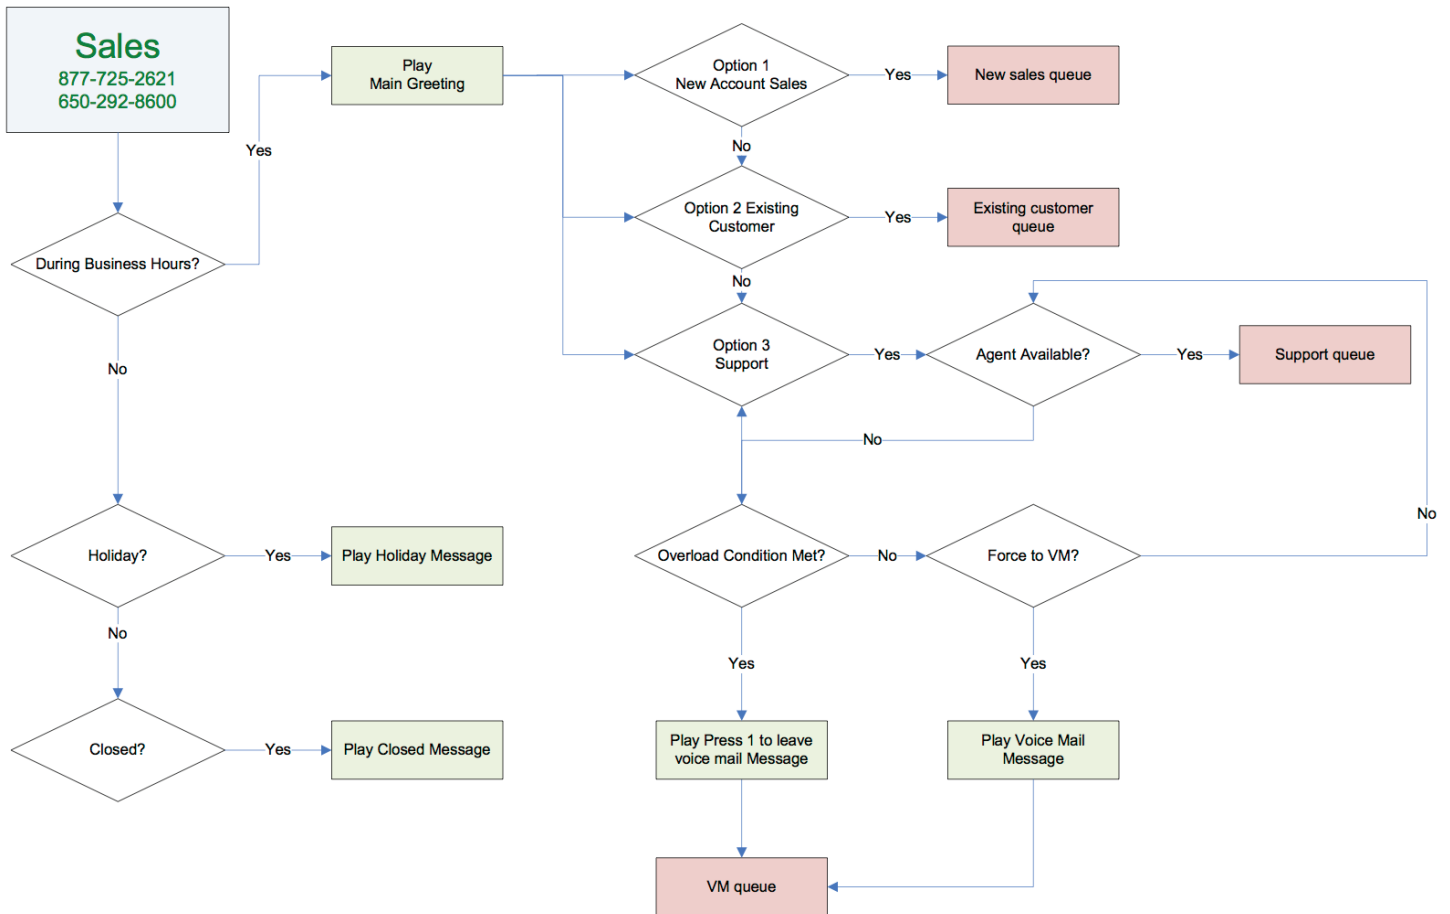 Sales
877-725-2621
650-292-8600
Yes
Play
Main Greeting
Option 1
New Account Sales
Yes
New sales queue
No
Option 2 Existing
Customer
Yes
Existing customer
queue
During Business Hours?
No
Option 3
Support
Yes
Agent Available?
Yes
Support queue
No
No
No
Holiday?
Yes
Play Holiday Message
Overload Condition Met?
No
Force to VM?
No
Yes
Yes
Closed?
Yes
Play Closed Message
Play Press 1 to leave
voice mail Message
Play Voice Mail
Message
VM queue